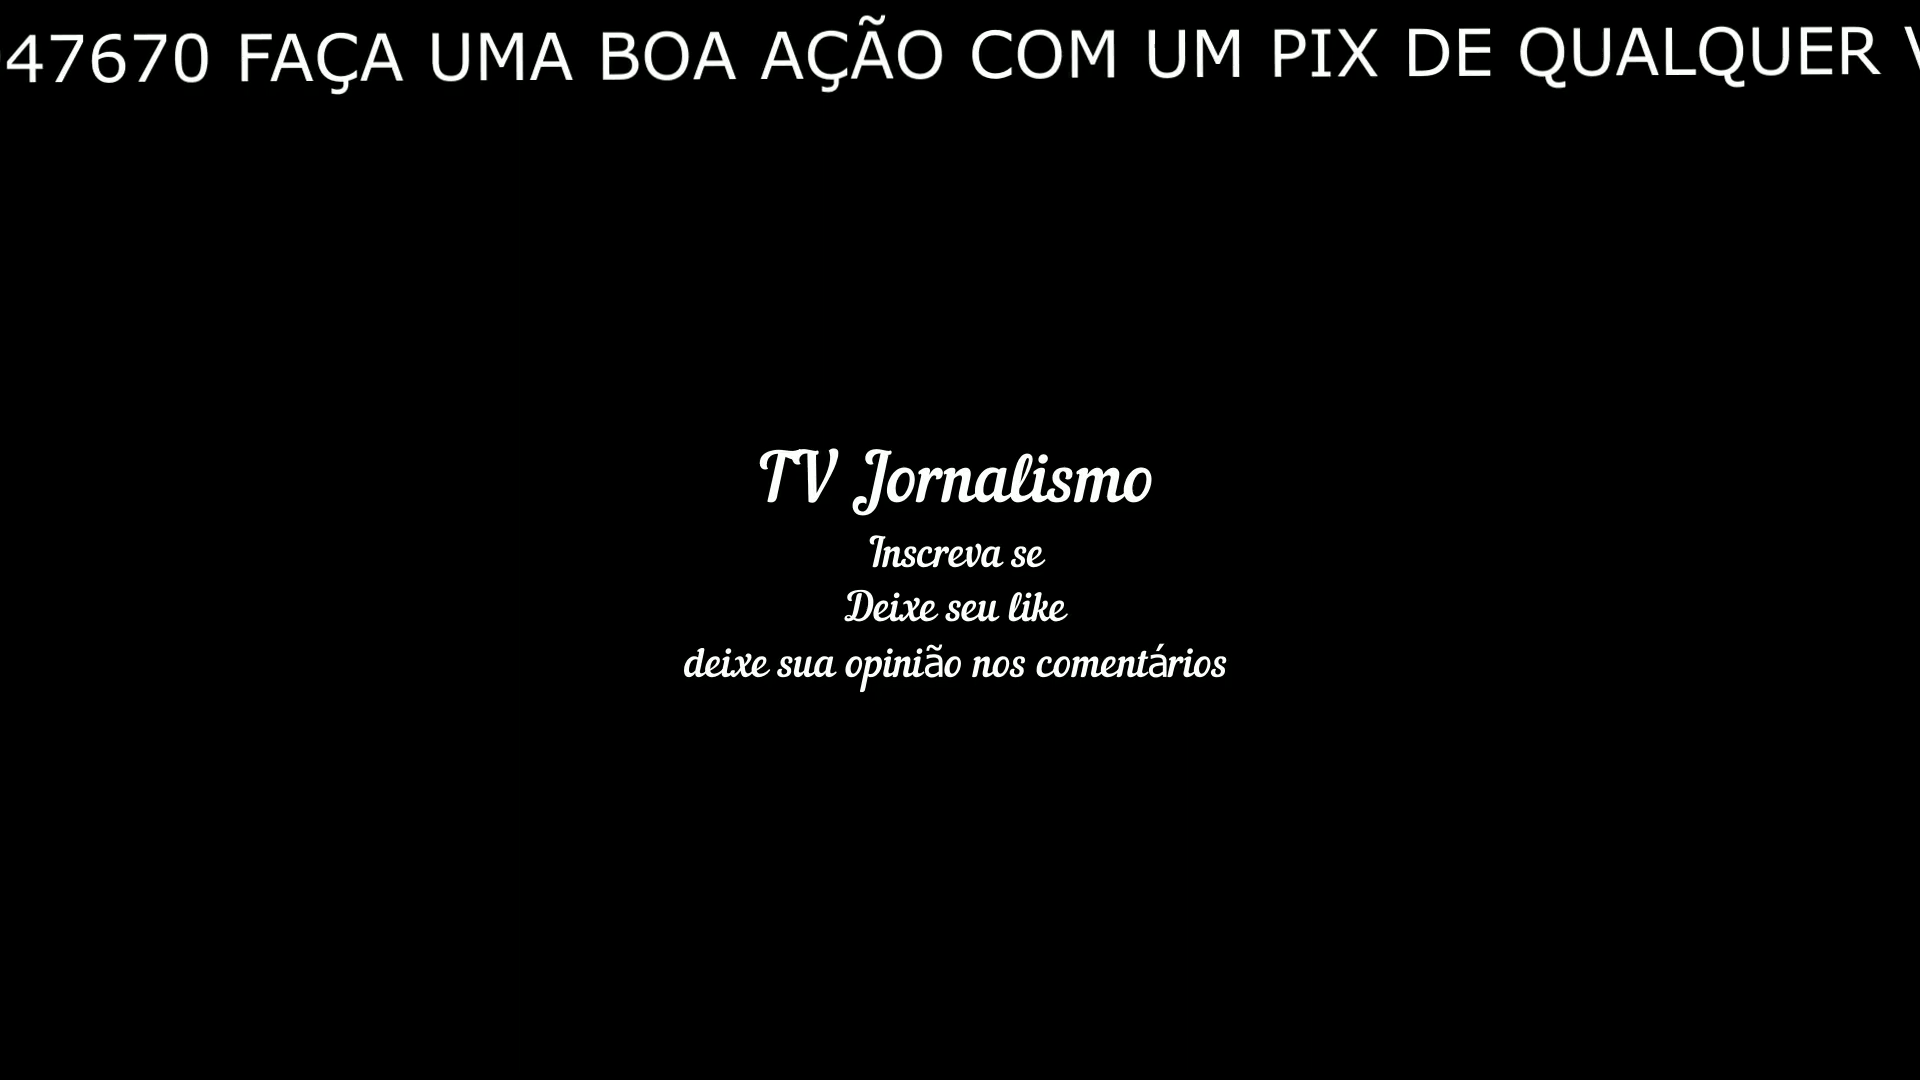 47670 FAÇA UMA BOA AÇÃO COM UM PIX DE QUALQUER
TV Jornalismo
Inscreva se
Deixe seu like
deixe sua opinião nos comentários